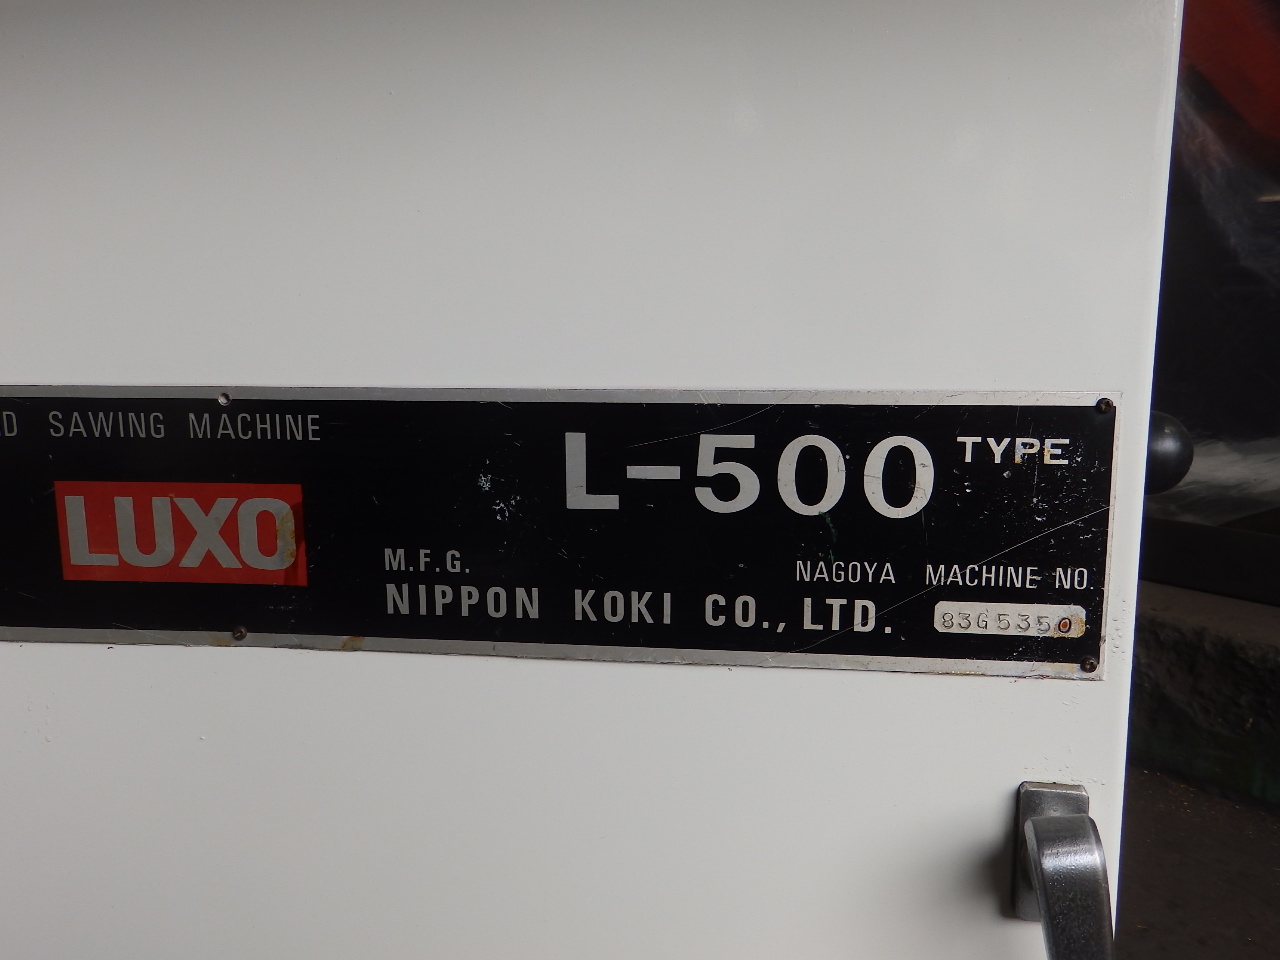 D SAWING MACHINE
L-500 TYPE
LUXO
M.F.G.
NAGOYA MACHINE NO.
NIPPON KOKI CO., LTD. 83G5350